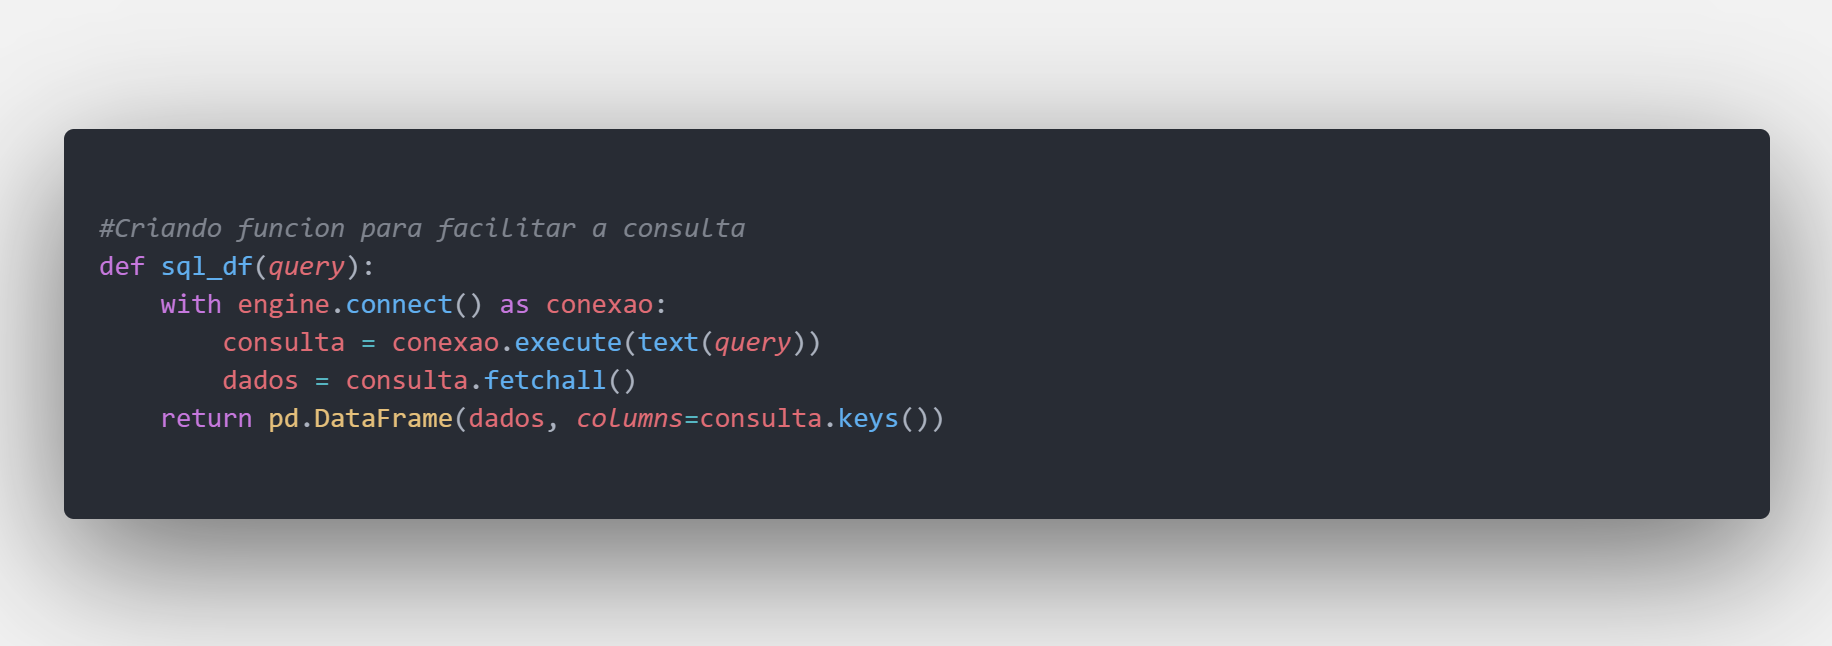 #Criando funcion para facilitar a consulta
def sql_df(query):
    with engine.connect() as conexao:
        consulta = conexao.execute(text(query))
        dados = consulta.fetchall()
    return pd.DataFrame(dados, columns=consulta.keys())